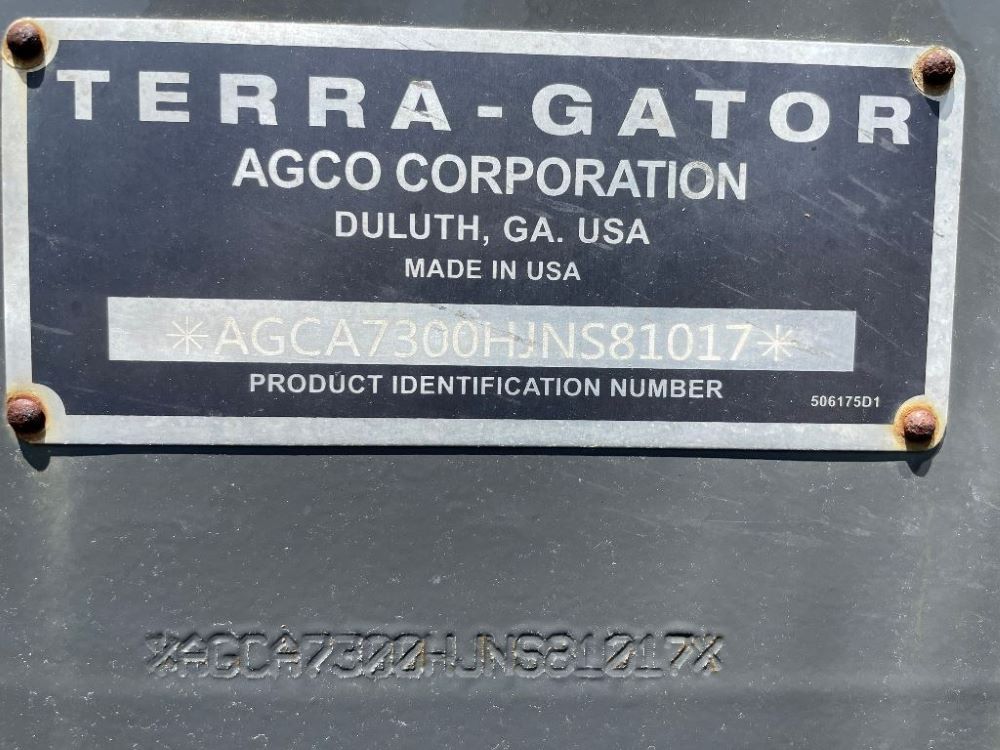 TERRA-GATOR
AGCO CORPORATION
DULUTH, GA. USA
MADE IN USA
*AGCA7300HJNS81017*
PRODUCT IDENTIFICATION NUMBER
506175D1
*AGCA7300HJNS81017*